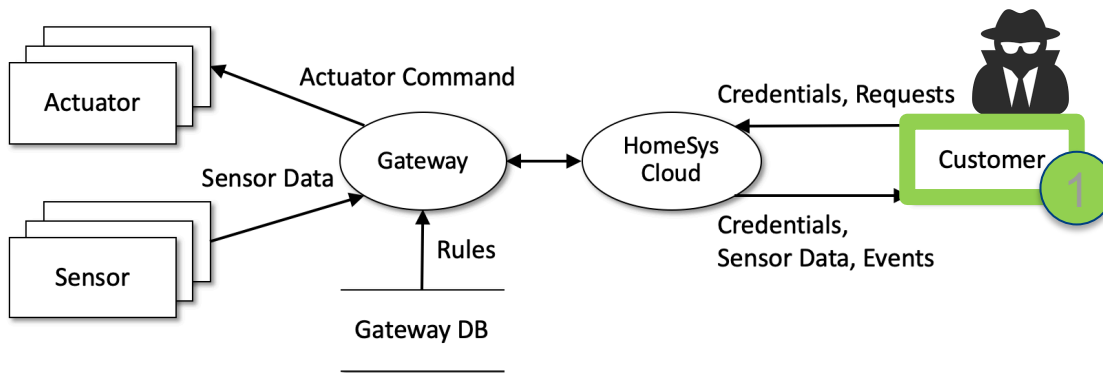 Actuator
Actuator Command
Credentials, Requests
Gateway
HomeSys
Cloud
Customer
1
Sensor Data
Sensor
Rules
Credentials,
Sensor Data, Events
Gateway DB